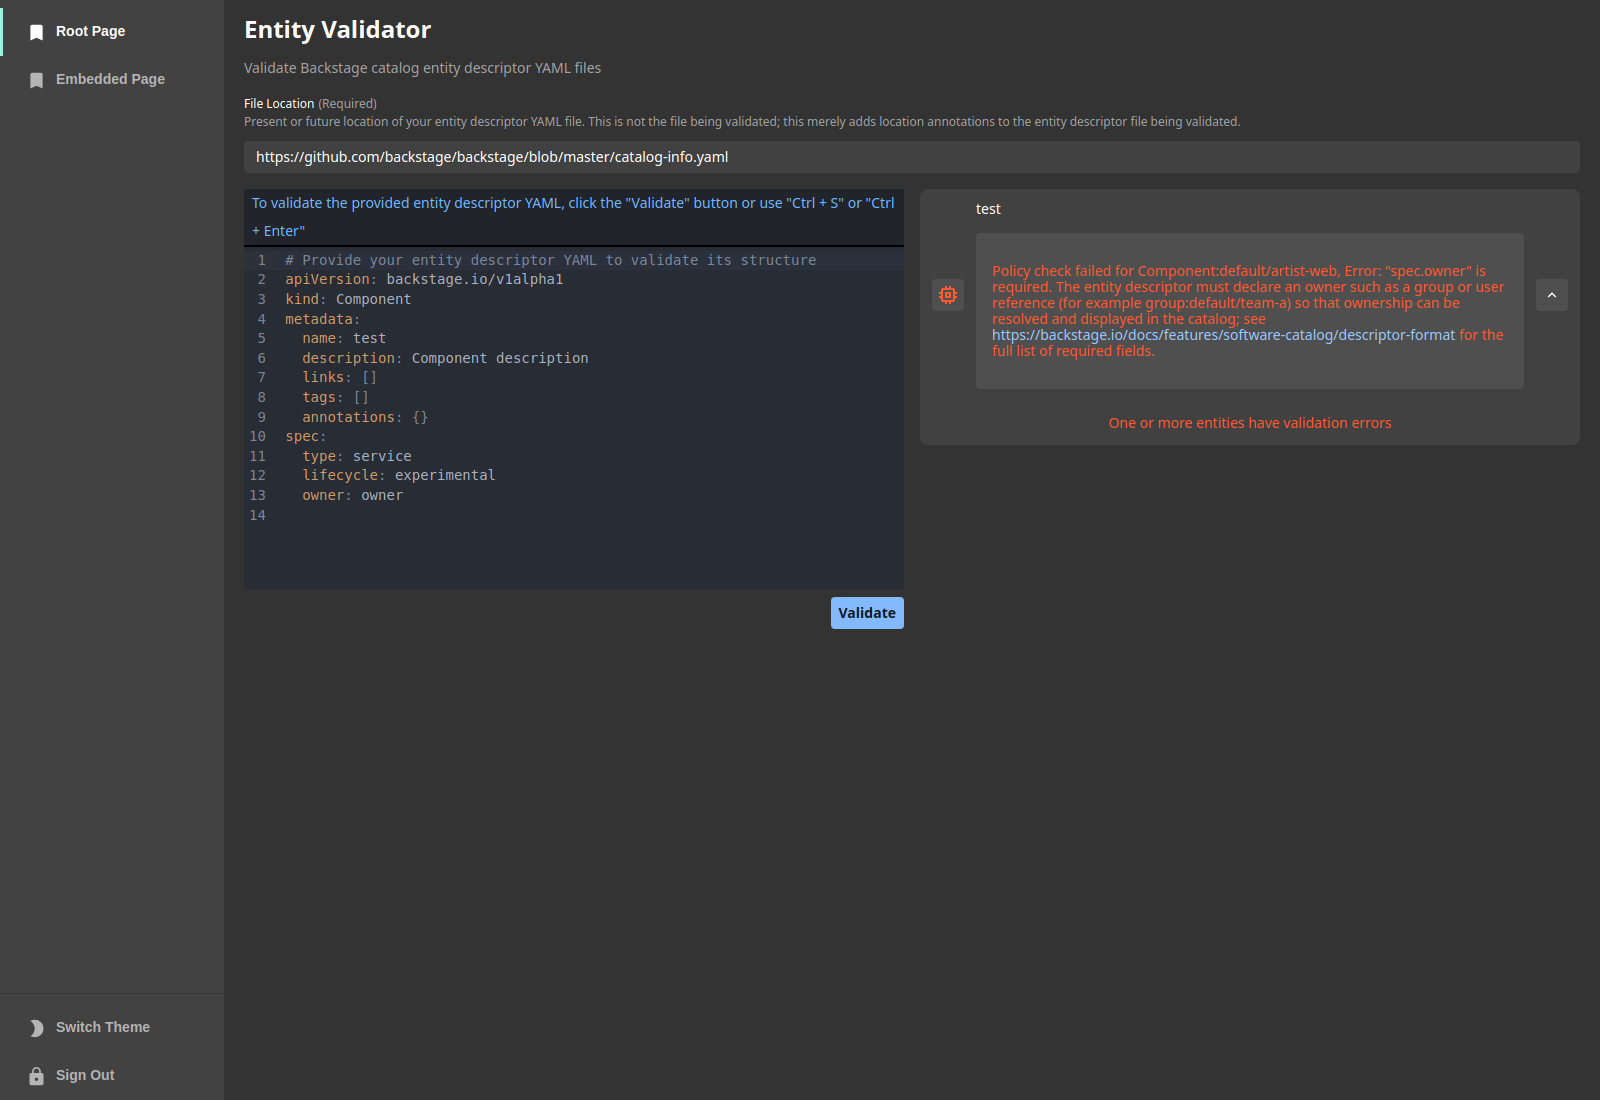 Root Page
Embedded Page
Switch Theme
Sign Out
Entity Validator
Validate Backstage catalog entity descriptor YAML files
File Location (Required)
Present or future location of your entity descriptor YAML file. This is not the file being validated; this merely adds location annotations to the entity descriptor file being validated.
https://github.com/backstage/backstage/blob/master/catalog-info.yaml
To validate the provided entity descriptor YAML, click the "Validate" button or use "Ctrl + S" or "Ctrl
+ Enter"
1 # Provide your entity descriptor YAML to validate its structure
2 apiVersion: backstage.io/v1alpha1
3 kind: Component
4 metadata:
5   name: test
6   description: Component description
7   links: []
8   tags: []
9   annotations: {}
10 spec:
11   type: service
12   lifecycle: experimental
13   owner: owner
14
Validate
test
Policy check failed for Component:default/artist-web, Error: "spec.owner" is
required. The entity descriptor must declare an owner such as a group or user
reference (for example group:default/team-a) so that ownership can be
resolved and displayed in the catalog; see
https://backstage.io/docs/features/software-catalog/descriptor-format for the
full list of required fields.
One or more entities have validation errors